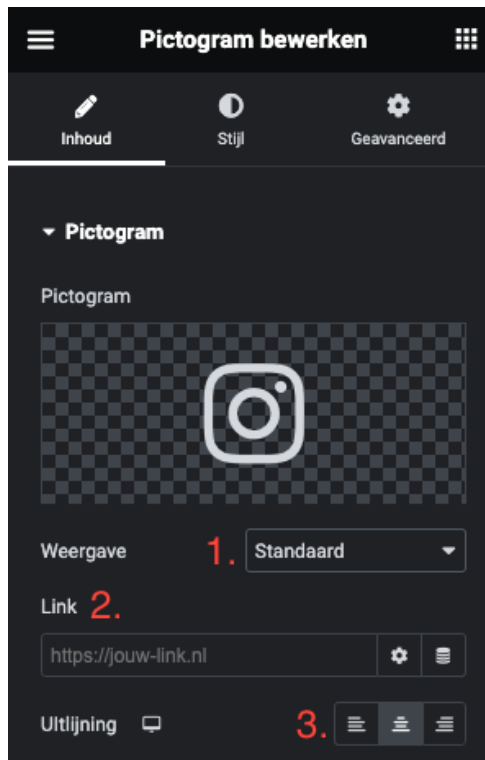 Pictogram bewerken
Inhoud Stijl Geavanceerd
Pictogram
Pictogram
Weergave 1. Standaard
Link 2.
https://jouw-link.nl
Uitlijning 3.